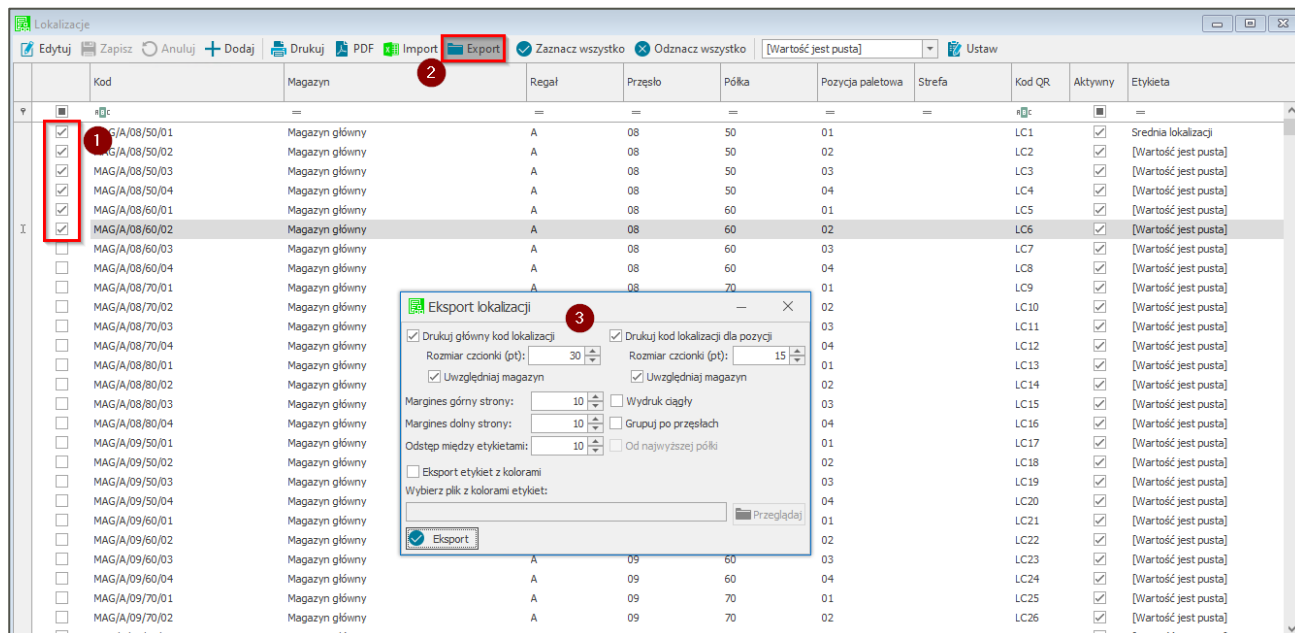 Lokalizacje
Edytuj Zapisz Anuluj Dodaj Drukuj PDF Import Export Zaznacz wszystko Odznacz wszystko [Wartość jest pusta] Ustaw
2
Kod Magazyn Regał Przęsło Półka Pozycja paletowa Strefa Kod QR Aktywny Etykieta
= = = = = = =
1
MAG/A/08/50/01 Magazyn główny A 08 50 01 LC1 Srednia lokalizacji
MAG/A/08/50/02 Magazyn główny A 08 50 02 LC2 [Wartość jest pusta]
MAG/A/08/50/03 Magazyn główny A 08 50 03 LC3 [Wartość jest pusta]
MAG/A/08/50/04 Magazyn główny A 08 50 04 LC4 [Wartość jest pusta]
MAG/A/08/60/01 Magazyn główny A 08 60 01 LC5 [Wartość jest pusta]
MAG/A/08/60/02 Magazyn główny A 08 60 02 LC6 [Wartość jest pusta]
MAG/A/08/60/03 Magazyn główny A 08 60 03 LC7 [Wartość jest pusta]
MAG/A/08/60/04 Magazyn główny A 08 60 04 LC8 [Wartość jest pusta]
MAG/A/08/70/01 Magazyn główny A 08 70 01 LC9 [Wartość jest pusta]
MAG/A/08/70/02 Magazyn główny 02 LC10 [Wartość jest pusta]
MAG/A/08/70/03 Magazyn główny 03 LC11 [Wartość jest pusta]
MAG/A/08/70/04 Magazyn główny 04 LC12 [Wartość jest pusta]
MAG/A/08/80/01 Magazyn główny 01 LC13 [Wartość jest pusta]
MAG/A/08/80/02 Magazyn główny 02 LC14 [Wartość jest pusta]
MAG/A/08/80/03 Magazyn główny 03 LC15 [Wartość jest pusta]
MAG/A/08/80/04 Magazyn główny 04 LC16 [Wartość jest pusta]
MAG/A/09/50/01 Magazyn główny 01 LC17 [Wartość jest pusta]
MAG/A/09/50/02 Magazyn główny 02 LC18 [Wartość jest pusta]
MAG/A/09/50/03 Magazyn główny 03 LC19 [Wartość jest pusta]
MAG/A/09/50/04 Magazyn główny 04 LC20 [Wartość jest pusta]
MAG/A/09/60/01 Magazyn główny 01 LC21 [Wartość jest pusta]
MAG/A/09/60/02 Magazyn główny 02 LC22 [Wartość jest pusta]
MAG/A/09/60/03 Magazyn główny A 09 60 03 LC23 [Wartość jest pusta]
MAG/A/09/60/04 Magazyn główny A 09 60 04 LC24 [Wartość jest pusta]
MAG/A/09/70/01 Magazyn główny A 09 70 01 LC25 [Wartość jest pusta]
MAG/A/09/70/02 Magazyn główny A 09 70 02 LC26 [Wartość jest pusta]
Eksport lokalizacji
3
Drukuj główny kod lokalizacji Drukuj kod lokalizacji dla pozycji
Rozmiar czcionki (pt): 30 Rozmiar czcionki (pt): 15
Uwzględniaj magazyn Uwzględniaj magazyn
Margines górny strony: 10 Wydruk ciągły
Margines dolny strony: 10 Grupuj po przęsłach
Odstęp między etykietami: 10 Od najwyższej półki
Eksport etykiet z kolorami
Wybierz plik z kolorami etykiet:
Przeglądaj
Eksport